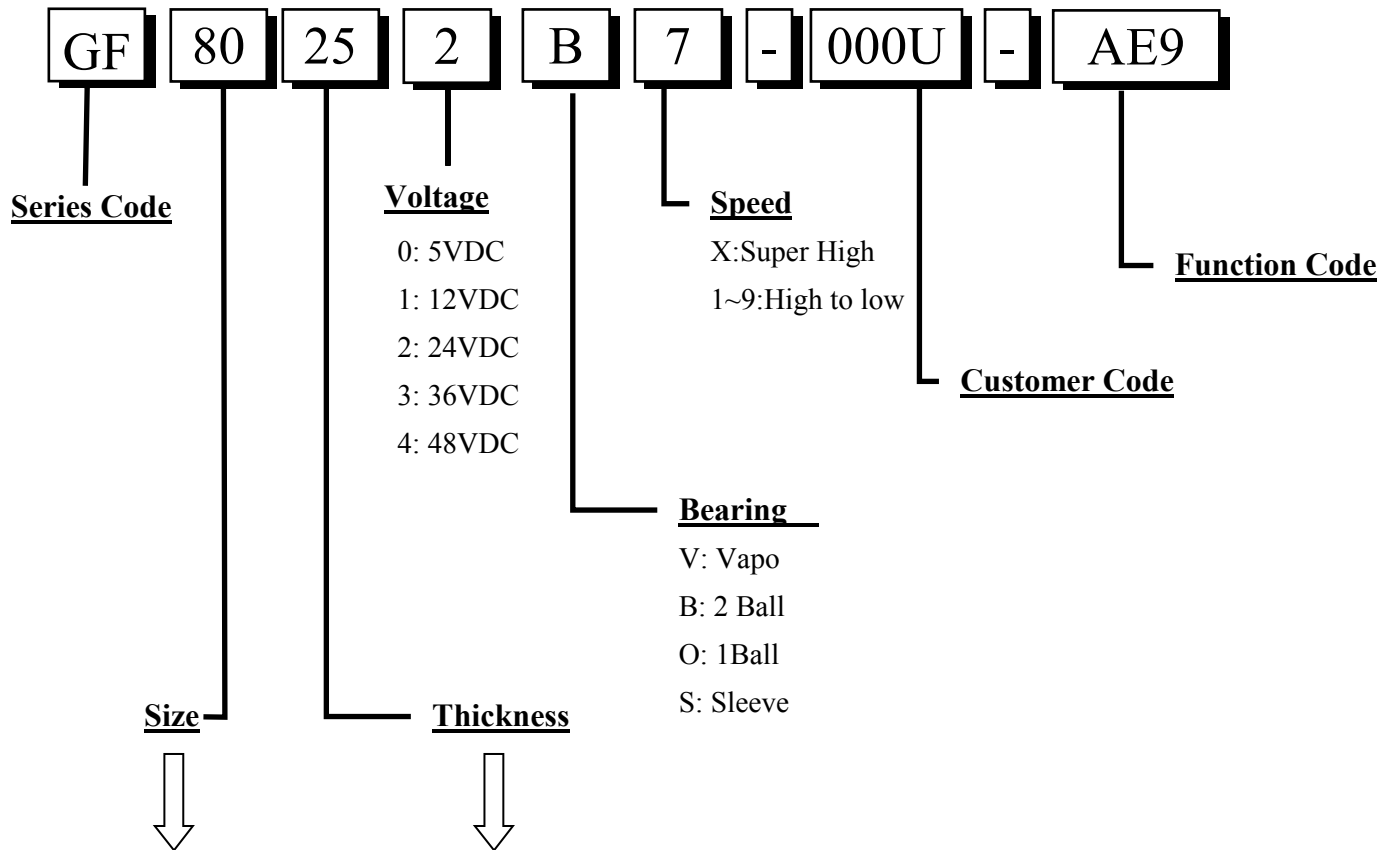 GF 80 25 2 B 7 - 000U - AE9
Series Code
Voltage
0: 5VDC
1: 12VDC
2: 24VDC
3: 36VDC
4: 48VDC
Speed
X:Super High
1~9:High to low
Function Code
Customer Code
Bearing
V: Vapo
B: 2 Ball
O: 1Ball
S: Sleeve
Size
Thickness